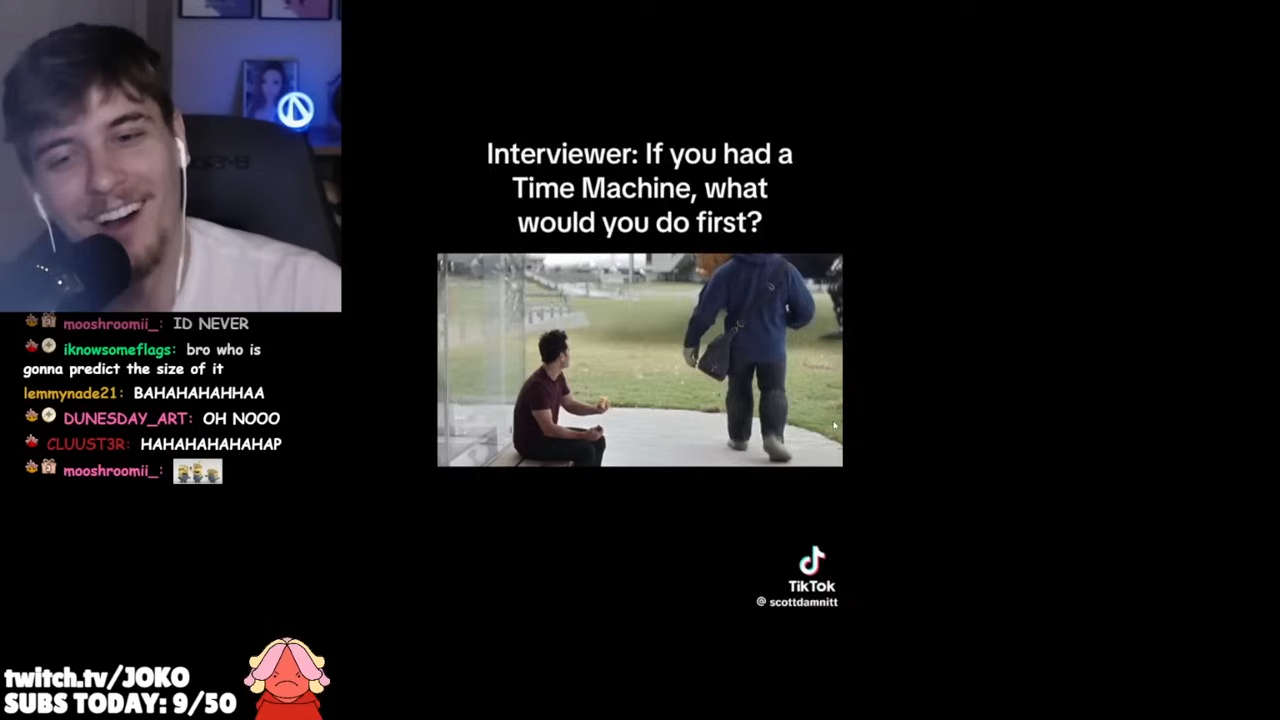 Interviewer: If you had a
Time Machine, what
would you do first?
mooshroomii_: ID NEVER
iknowsomeflags: bro who is
gonna predict the size of it
lemmynade21: BAHAHAHAHHAA
DUNESDAY_ART: OH NOOO
CLUUST3R: HAHAHAHAHAHAP
mooshroomii_:
TikTok
@ scottdamnitt
twitch.tv/JOKO
SUBS TODAY: 9/50